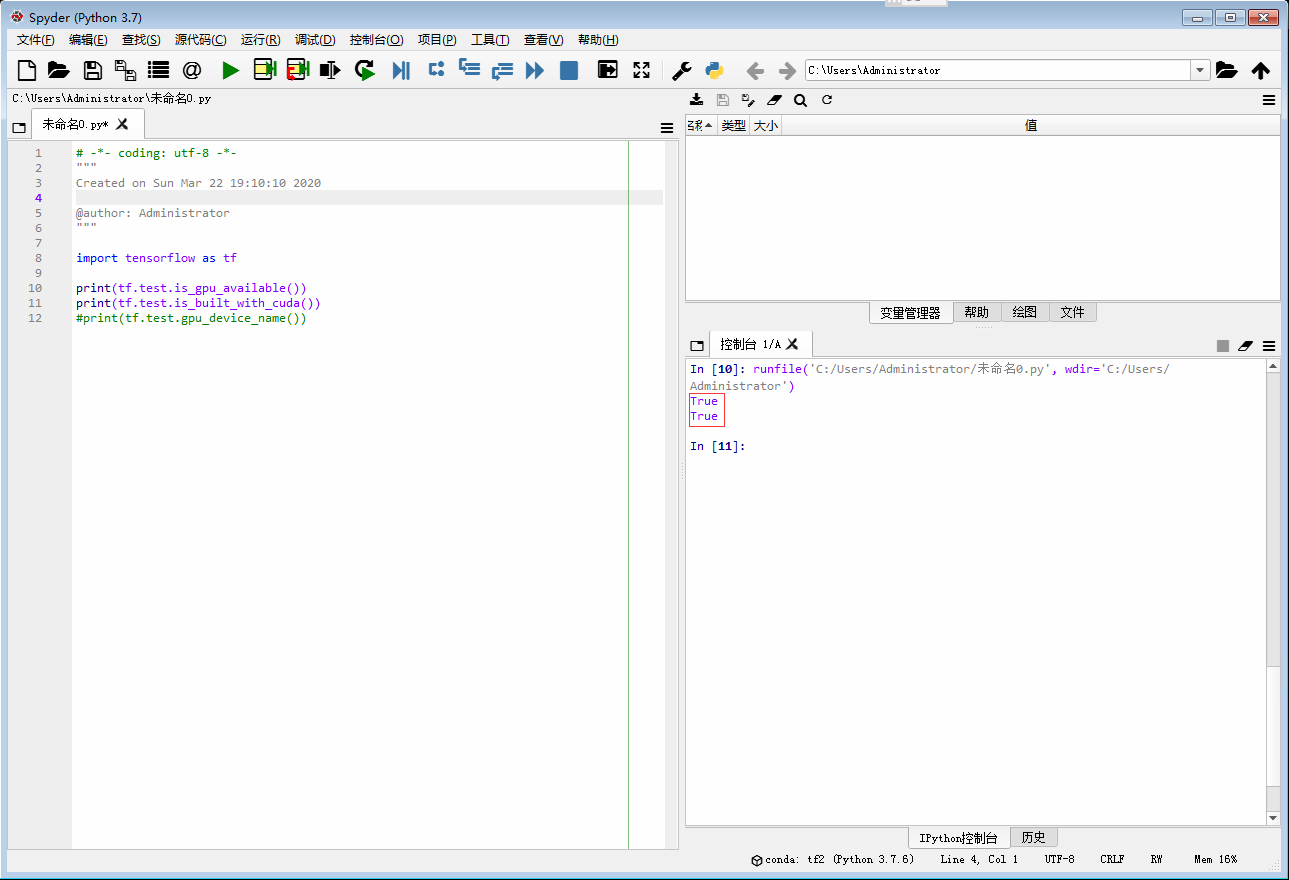 Spyder (Python 3.7)
文件(F) 编辑(E) 查找(S) 源代码(C) 运行(R) 调试(D) 控制台(O) 项目(P) 工具(T) 查看(V) 帮助(H)
C:\Users\Administrator
C:\Users\Administrator\未命名0.py
未命名0.py*
1 # -*- coding: utf-8 -*-
2 """
3 Created on Sun Mar 22 19:10:10 2020
4
5 @author: Administrator
6 """
7
8 import tensorflow as tf
9
10 print(tf.test.is_gpu_available())
11 print(tf.test.is_built_with_cuda())
12 #print(tf.test.gpu_device_name())
类型 大小 值
变量管理器 帮助 绘图 文件
控制台 1/A
In [10]: runfile('C:/Users/Administrator/未命名0.py', wdir='C:/Users/
Administrator')
True
True
In [11]:
IPython控制台 历史
conda: tf2 (Python 3.7.6) Line 4, Col 1 UTF-8 CRLF RW Mem 16%